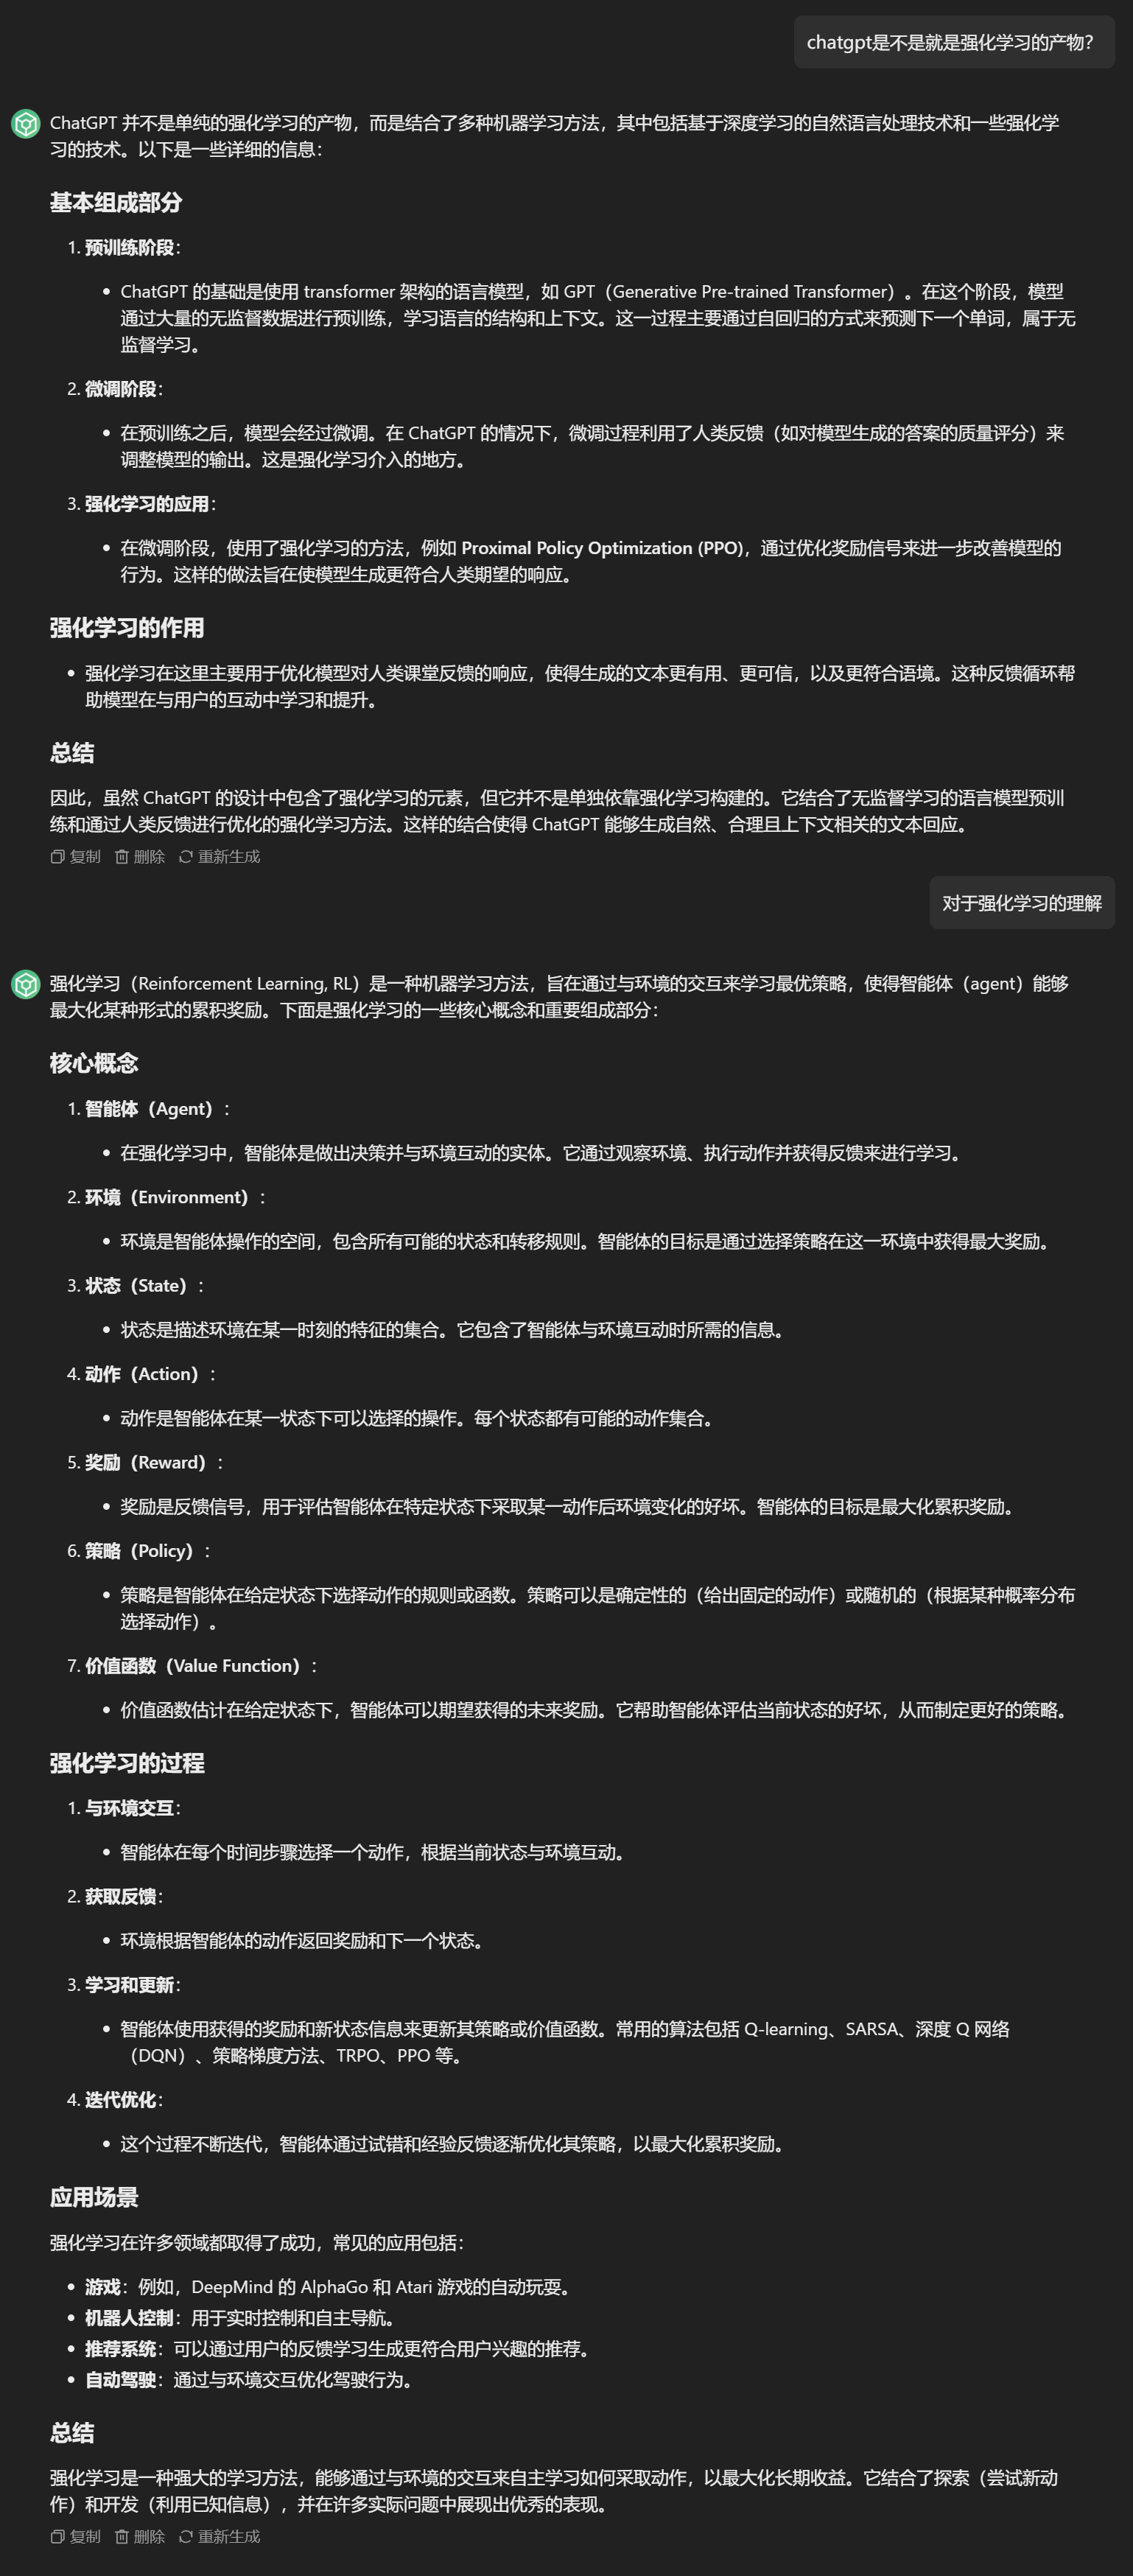 chatgpt是不是就是强化学习的产物？
ChatGPT 并不是单纯的强化学习的产物，而是结合了多种机器学习方法，其中包括基于深度学习的自然语言处理技术和一些强化学
习的技术。以下是一些详细的信息：
基本组成部分
1. 预训练阶段：
• ChatGPT 的基础是使用 transformer 架构的语言模型，如 GPT（Generative Pre-trained Transformer）。在这个阶段，模型
通过大量的无监督数据进行预训练，学习语言的结构和上下文。这一过程主要通过自回归的方式来预测下一个单词，属于无
监督学习。
2. 微调阶段：
• 在预训练之后，模型会经过微调。在 ChatGPT 的情况下，微调过程利用了人类反馈（如对模型生成的答案的质量评分）来
调整模型的输出。这是强化学习介入的地方。
3. 强化学习的应用：
• 在微调阶段，使用了强化学习的方法，例如 Proximal Policy Optimization (PPO)，通过优化奖励信号来进一步改善模型的
行为。这样的做法旨在使模型生成更符合人类期望的响应。
强化学习的作用
• 强化学习在这里主要用于优化模型对人类课堂反馈的响应，使得生成的文本更有用、更可信，以及更符合语境。这种反馈循环帮
助模型在与用户的互动中学习和提升。
总结
因此，虽然 ChatGPT 的设计中包含了强化学习的元素，但它并不是单独依靠强化学习构建的。它结合了无监督学习的语言模型预训
练和通过人类反馈进行优化的强化学习方法。这样的结合使得 ChatGPT 能够生成自然、合理且上下文相关的文本回应。
复制 删除 重新生成
对于强化学习的理解
强化学习（Reinforcement Learning, RL）是一种机器学习方法，旨在通过与环境的交互来学习最优策略，使得智能体（agent）能够
最大化某种形式的累积奖励。下面是强化学习的一些核心概念和重要组成部分：
核心概念
1. 智能体（Agent）：
• 在强化学习中，智能体是做出决策并与环境互动的实体。它通过观察环境、执行动作并获得反馈来进行学习。
2. 环境（Environment）：
• 环境是智能体操作的空间，包含所有可能的状态和转移规则。智能体的目标是通过选择策略在这一环境中获得最大奖励。
3. 状态（State）：
• 状态是描述环境在某一时刻的特征的集合。它包含了智能体与环境互动时所需的信息。
4. 动作（Action）：
• 动作是智能体在某一状态下可以选择的操作。每个状态都有可能的动作集合。
5. 奖励（Reward）：
• 奖励是反馈信号，用于评估智能体在特定状态下采取某一动作后环境变化的好坏。智能体的目标是最大化累积奖励。
6. 策略（Policy）：
• 策略是智能体在给定状态下选择动作的规则或函数。策略可以是确定性的（给出固定的动作）或随机的（根据某种概率分布
选择动作）。
7. 价值函数（Value Function）：
• 价值函数估计在给定状态下，智能体可以期望获得的未来奖励。它帮助智能体评估当前状态的好坏，从而制定更好的策略。
强化学习的过程
1. 与环境交互：
• 智能体在每个时间步骤选择一个动作，根据当前状态与环境互动。
2. 获取反馈：
• 环境根据智能体的动作返回奖励和下一个状态。
3. 学习和更新：
• 智能体使用获得的奖励和新状态信息来更新其策略或价值函数。常用的算法包括 Q-learning、SARSA、深度 Q 网络
（DQN）、策略梯度方法、TRPO、PPO 等。
4. 迭代优化：
• 这个过程不断迭代，智能体通过试错和经验反馈逐渐优化其策略，以最大化累积奖励。
应用场景
强化学习在许多领域都取得了成功，常见的应用包括：
• 游戏：例如，DeepMind 的 AlphaGo 和 Atari 游戏的自动玩耍。
• 机器人控制：用于实时控制和自主导航。
• 推荐系统：可以通过用户的反馈学习生成更符合用户兴趣的推荐。
• 自动驾驶：通过与环境交互优化驾驶行为。
总结
强化学习是一种强大的学习方法，能够通过与环境的交互来自主学习如何采取动作，以最大化长期收益。它结合了探索（尝试新动
作）和开发（利用已知信息），并在许多实际问题中展现出优秀的表现。
复制 删除 重新生成